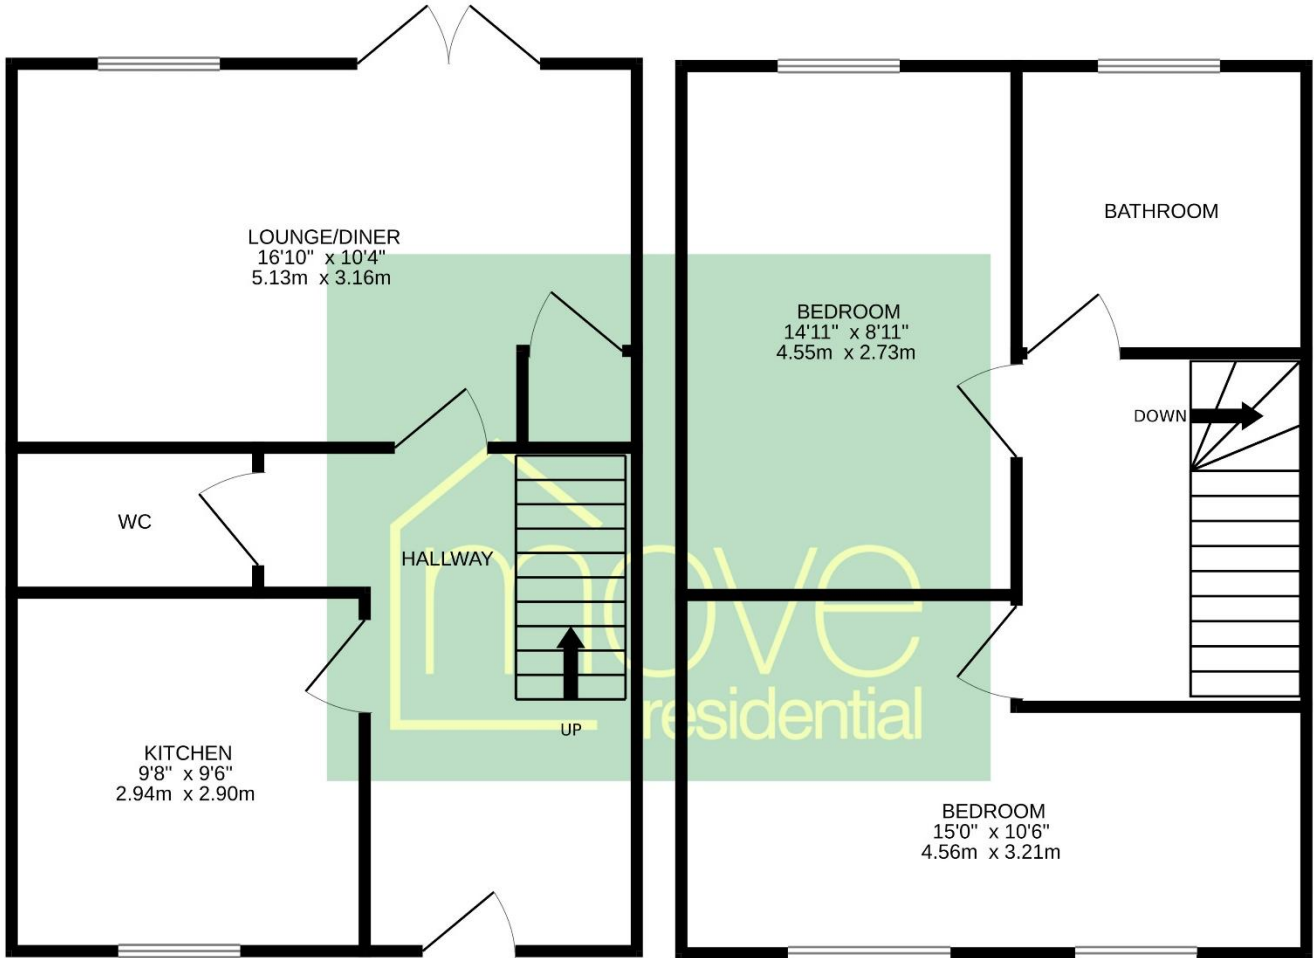 LOUNGE/DINER
16'10" x 10'4"
5.13m x 3.16m
WC
HALLWAY
UP
KITCHEN
9'8" x 9'6"
2.94m x 2.90m
BATHROOM
BEDROOM
14'11" x 8'11"
4.55m x 2.73m
DOWN
BEDROOM
15'0" x 10'6"
4.56m x 3.21m
move
residential